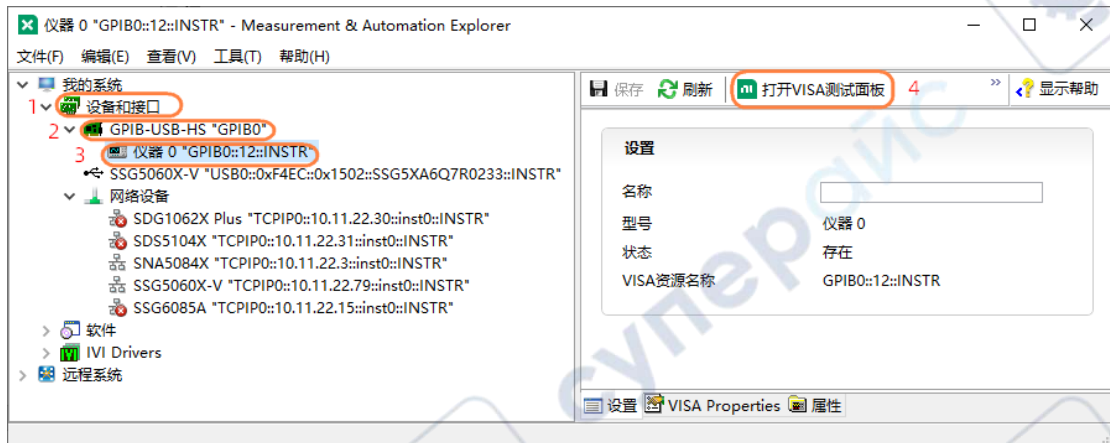 仪器 0 "GPIB0::12::INSTR" - Measurement & Automation Explorer
文件(F) 编辑(E) 查看(V) 工具(T) 帮助(H)
我的系统
1 设备和接口
2 GPIB-USB-HS "GPIB0"
3 仪器 0 "GPIB0::12::INSTR"
SSG5060X-V "USB0::0xF4EC::0x1502::SSG5XA6Q7R0233::INSTR"
网络设备
SDG1062X Plus "TCPIP0::10.11.22.30::inst0::INSTR"
SDS5104X "TCPIP0::10.11.22.31::inst0::INSTR"
SNA5084X "TCPIP0::10.11.22.3::inst0::INSTR"
SSG5060X-V "TCPIP0::10.11.22.79::inst0::INSTR"
SSG6085A "TCPIP0::10.11.22.15::inst0::INSTR"
软件
IVI Drivers
远程系统
保存 刷新 打开VISA测试面板 4 » 显示帮助
设置
名称
型号 仪器 0
状态 存在
VISA资源名称 GPIB0::12::INSTR
设置 VISA Properties 属性
суперайс